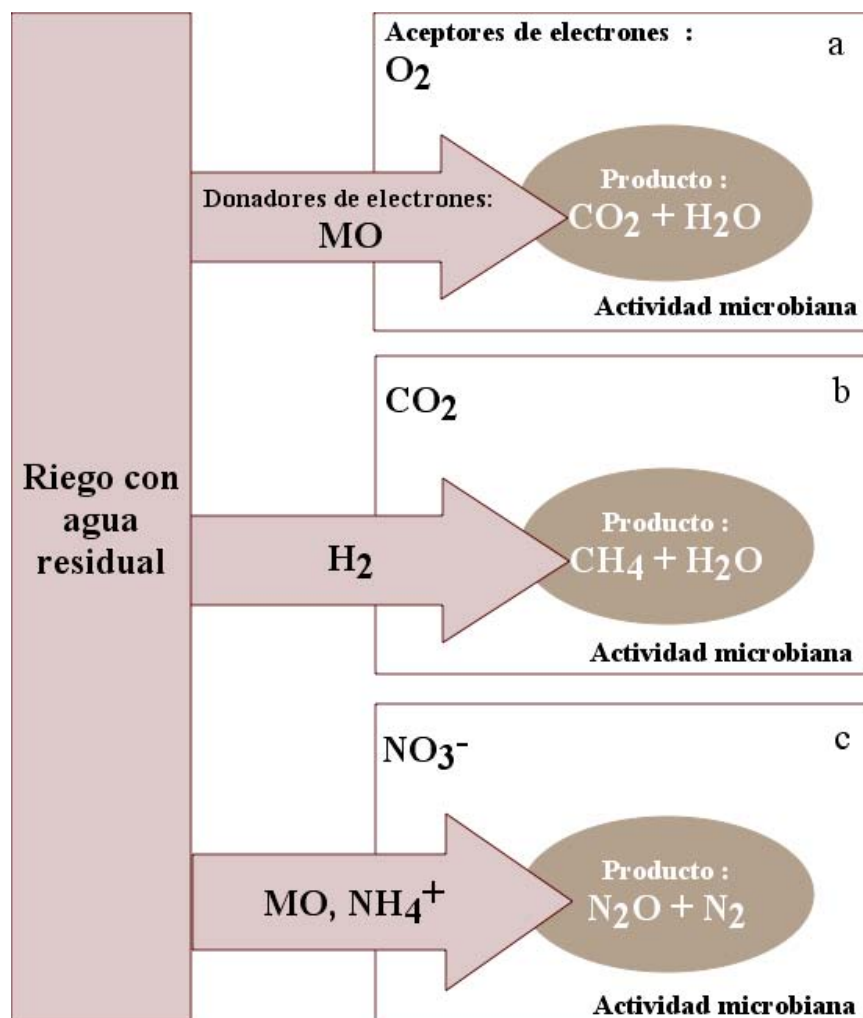 Riego con
agua
residual
Aceptores de electrones :
a
O₂
Donadores de electrones:
MO
Producto :
CO₂ + H₂O
Actividad microbiana
b
CO₂
H₂
Producto :
CH₄ + H₂O
Actividad microbiana
c
NO₃⁻
MO, NH₄⁺
Producto :
N₂O + N₂
Actividad microbiana